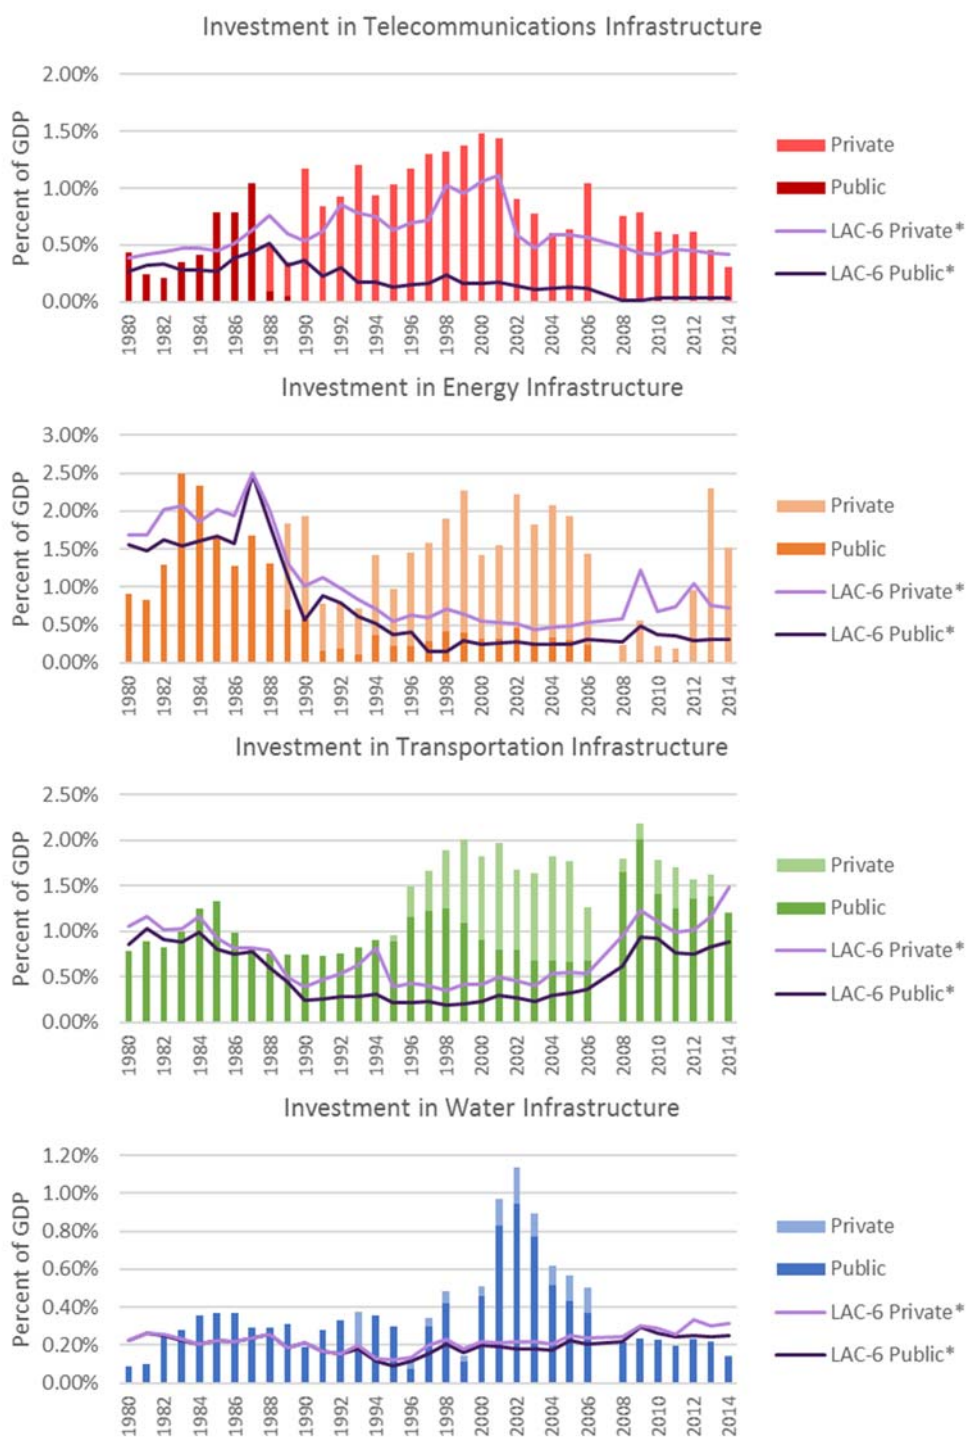 Investment in Telecommunications Infrastructure
Percent of GDP
2.00%
1.50%
1.00%
0.50%
0.00%
1980 1982 1984 1986 1988 1990 1992 1994 1996 1998 2000 2002 2004 2006 2008 2010 2012 2014
Private
Public
LAC-6 Private*
LAC-6 Public*
Investment in Energy Infrastructure
Percent of GDP
3.00%
2.50%
2.00%
1.50%
1.00%
0.50%
0.00%
1980 1982 1984 1986 1988 1990 1992 1994 1996 1998 2000 2002 2004 2006 2008 2010 2012 2014
Private
Public
LAC-6 Private*
LAC-6 Public*
Investment in Transportation Infrastructure
Percent of GDP
2.50%
2.00%
1.50%
1.00%
0.50%
0.00%
1980 1982 1984 1986 1988 1990 1992 1994 1996 1998 2000 2002 2004 2006 2008 2010 2012 2014
Private
Public
LAC-6 Private*
LAC-6 Public*
Investment in Water Infrastructure
Percent of GDP
1.20%
1.00%
0.80%
0.60%
0.40%
0.20%
0.00%
1980 1982 1984 1986 1988 1990 1992 1994 1996 1998 2000 2002 2004 2006 2008 2010 2012 2014
Private
Public
LAC-6 Private*
LAC-6 Public*